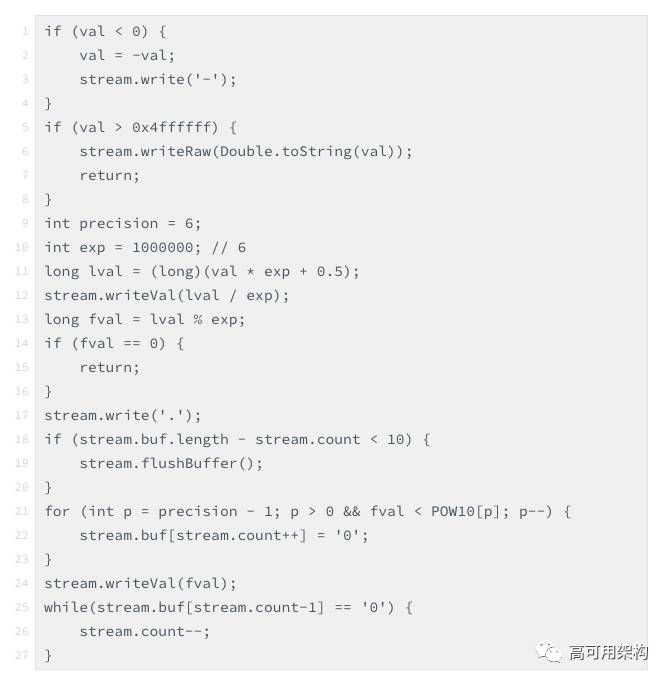 1 if (val < 0) {
2     val = -val;
3     stream.write('-');
4 }
5 if (val > 0x4ffffff) {
6     stream.writeRaw(Double.toString(val));
7     return;
8 }
9 int precision = 6;
10 int exp = 1000000; // 6
11 long lval = (long)(val * exp + 0.5);
12 stream.writeVal(lval / exp);
13 long fval = lval % exp;
14 if (fval == 0) {
15     return;
16 }
17 stream.write('.');
18 if (stream.buf.length - stream.count < 10) {
19     stream.flushBuffer();
20 }
21 for (int p = precision - 1; p > 0 && fval < POW10[p]; p--) {
22     stream.buf[stream.count++] = '0';
23 }
24 stream.writeVal(fval);
25 while(stream.buf[stream.count-1] == '0') {
26     stream.count--;
27 }
高可用架构